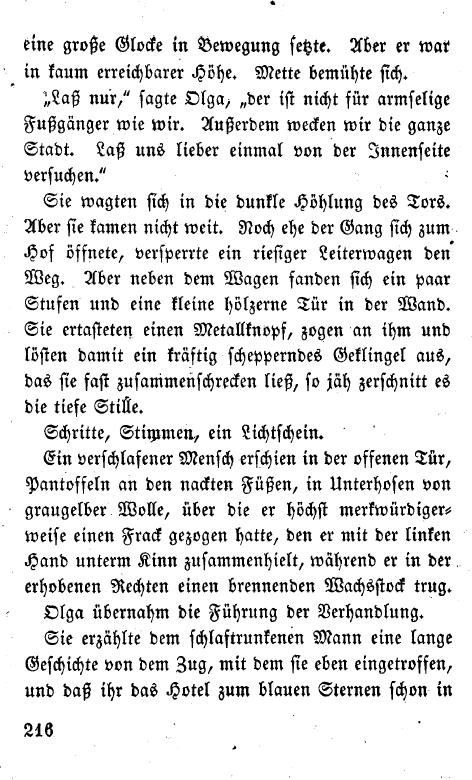 eine große Glocke in Bewegung setzte. Aber er war
in kaum erreichbarer Höhe. Mette bemühte sich.
„Laß nur,“ sagte Olga, „der ist nicht für armselige
Fußgänger wie wir. Außerdem wecken wir die ganze
Stadt. Laß uns lieber einmal von der Innenseite
versuchen.“
Sie wagten sich in die dunkle Höhlung des Tors.
Aber sie kamen nicht weit. Noch ehe der Gang sich zum
Hof öffnete, versperrte ein riesiger Leiterwagen den
Weg. Aber neben dem Wagen fanden sich ein paar
Stufen und eine kleine hölzerne Tür in der Wand.
Sie ertasteten einen Metallknopf, zogen an ihm und
lösten damit ein kräftig schepperndes Geklingel aus,
das sie fast zusammenschrecken ließ, so jäh zerschnitt es
die tiefe Stille.
Schritte, Stimmen, ein Lichtschein.
Ein verschlafener Mensch erschien in der offenen Tür,
Pantoffeln an den nackten Füßen, in Unterhosen von
graugelber Wolle, über die er höchst merkwürdiger-
weise einen Frack gezogen hatte, den er mit der linken
Hand unterm Kinn zusammenhielt, während er in der
erhobenen Rechten einen brennenden Wachsstock trug.
Olga übernahm die Führung der Verhandlung.
Sie erzählte dem schlaftrunkenen Mann eine lange
Geschichte von dem Zug, mit dem sie eben eingetroffen,
und daß ihr das Hotel zum blauen Sternen schon in
216